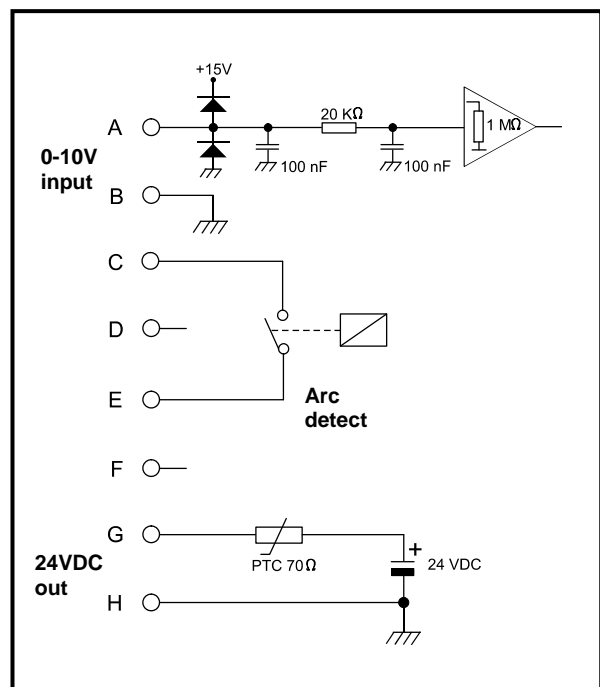 +15V
A
20 KΩ
1 MΩ
0-10V
input
100 nF
100 nF
B
C
D
E
Arc
detect
F
G
24VDC
out
PTC 70Ω
+
24 VDC
H